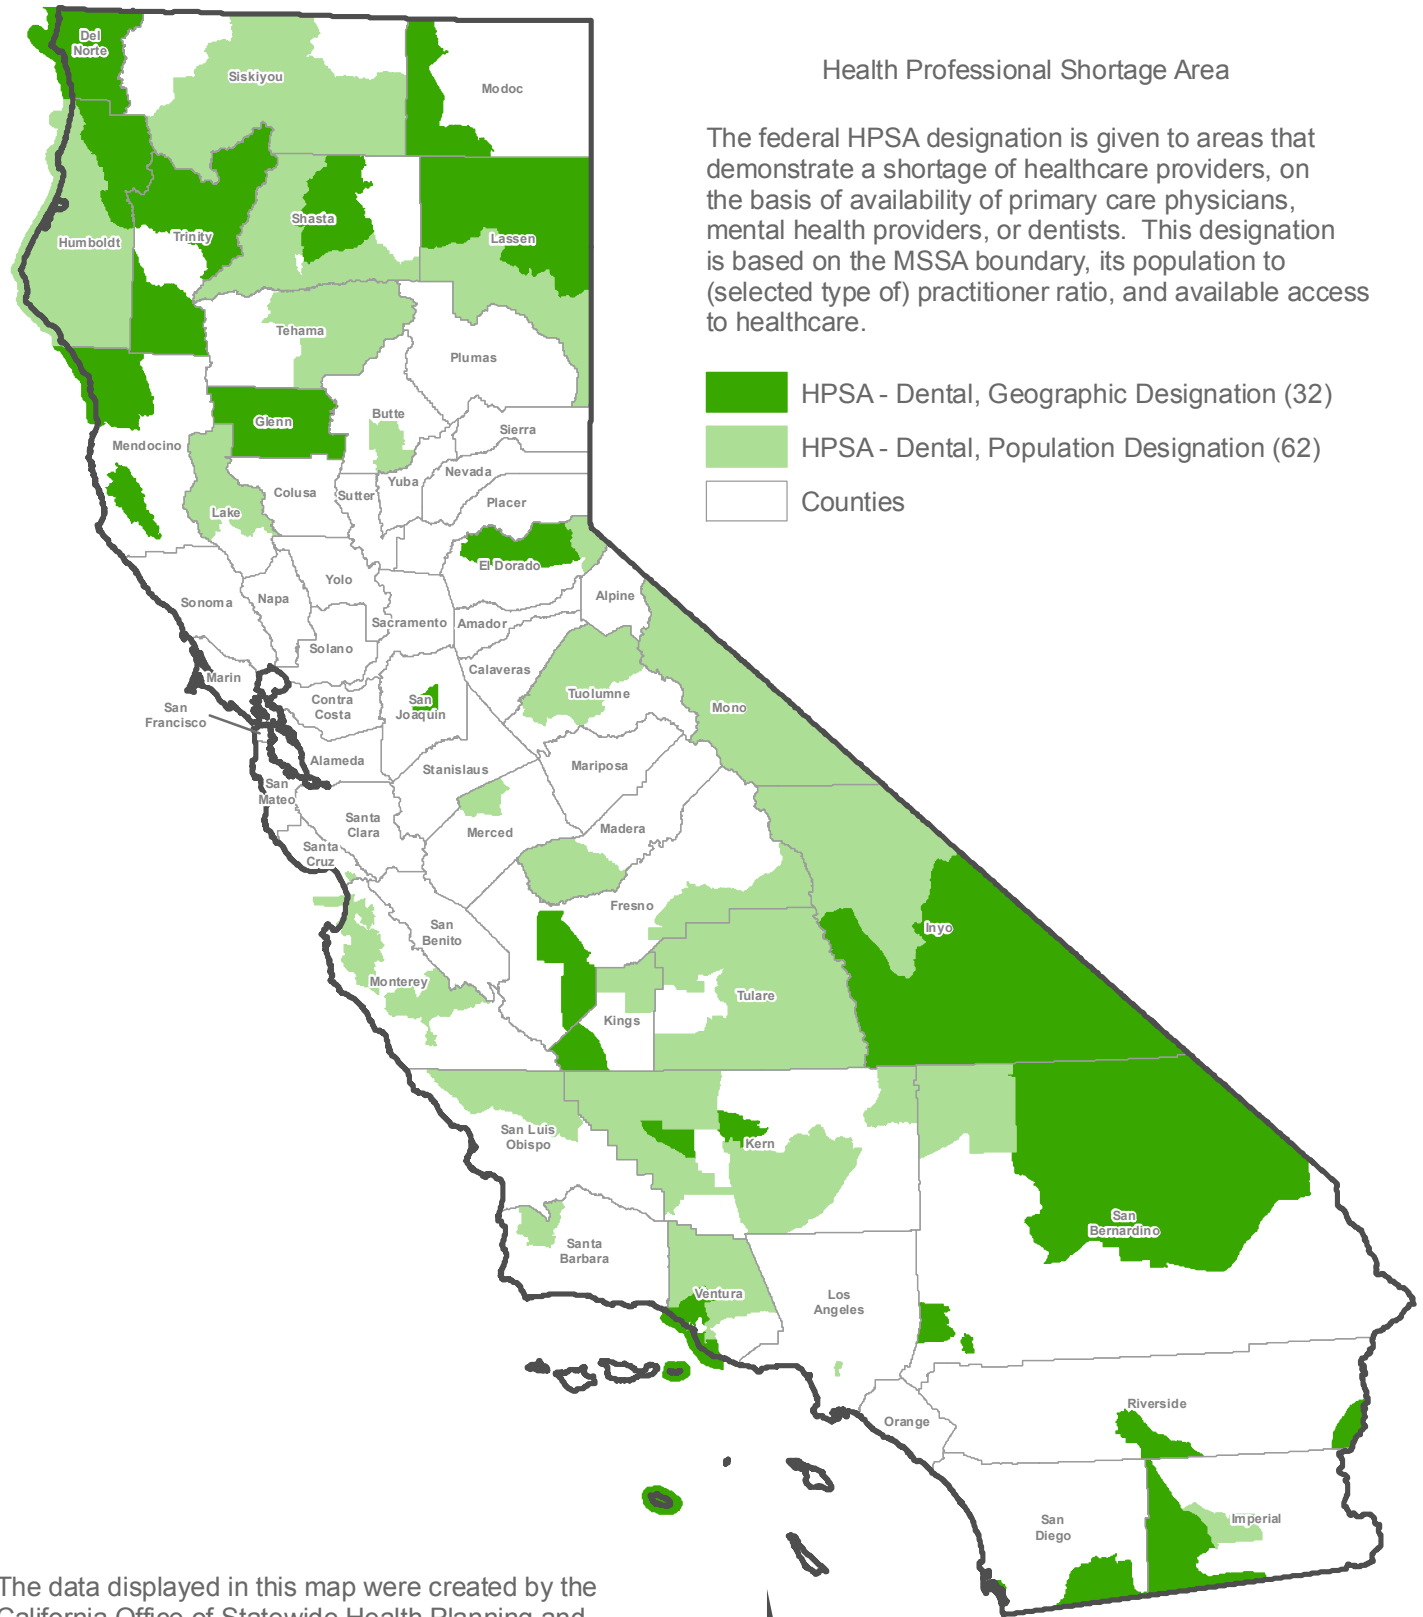 Health Professional Shortage Area
The federal HPSA designation is given to areas that
demonstrate a shortage of healthcare providers, on
the basis of availability of primary care physicians,
mental health providers, or dentists.  This designation
is based on the MSSA boundary, its population to
(selected type of) practitioner ratio, and available access
to healthcare.
HPSA - Dental, Geographic Designation (32)
HPSA - Dental, Population Designation (62)
Counties
Del
Norte
Siskiyou
Modoc
Humboldt
Trinity
Shasta
Lassen
Tehama
Plumas
Mendocino
Glenn
Butte
Sierra
Lake
Colusa
Sutter
Yuba
Nevada
Placer
El Dorado
Sonoma
Napa
Yolo
Sacramento
Amador
Alpine
Solano
Marin
Calaveras
Tuolumne
Mono
San
Francisco
Contra
Costa
San
Joaquin
Alameda
Stanislaus
Mariposa
San
Mateo
Santa
Clara
Merced
Madera
Santa
Cruz
Fresno
San
Benito
Inyo
Monterey
Kings
Tulare
San Luis
Obispo
Kern
San
Bernardino
Santa
Barbara
Ventura
Los
Angeles
Orange
Riverside
San
Diego
Imperial
The data displayed in this map were created by the
California Office of Statewide Health Planning and